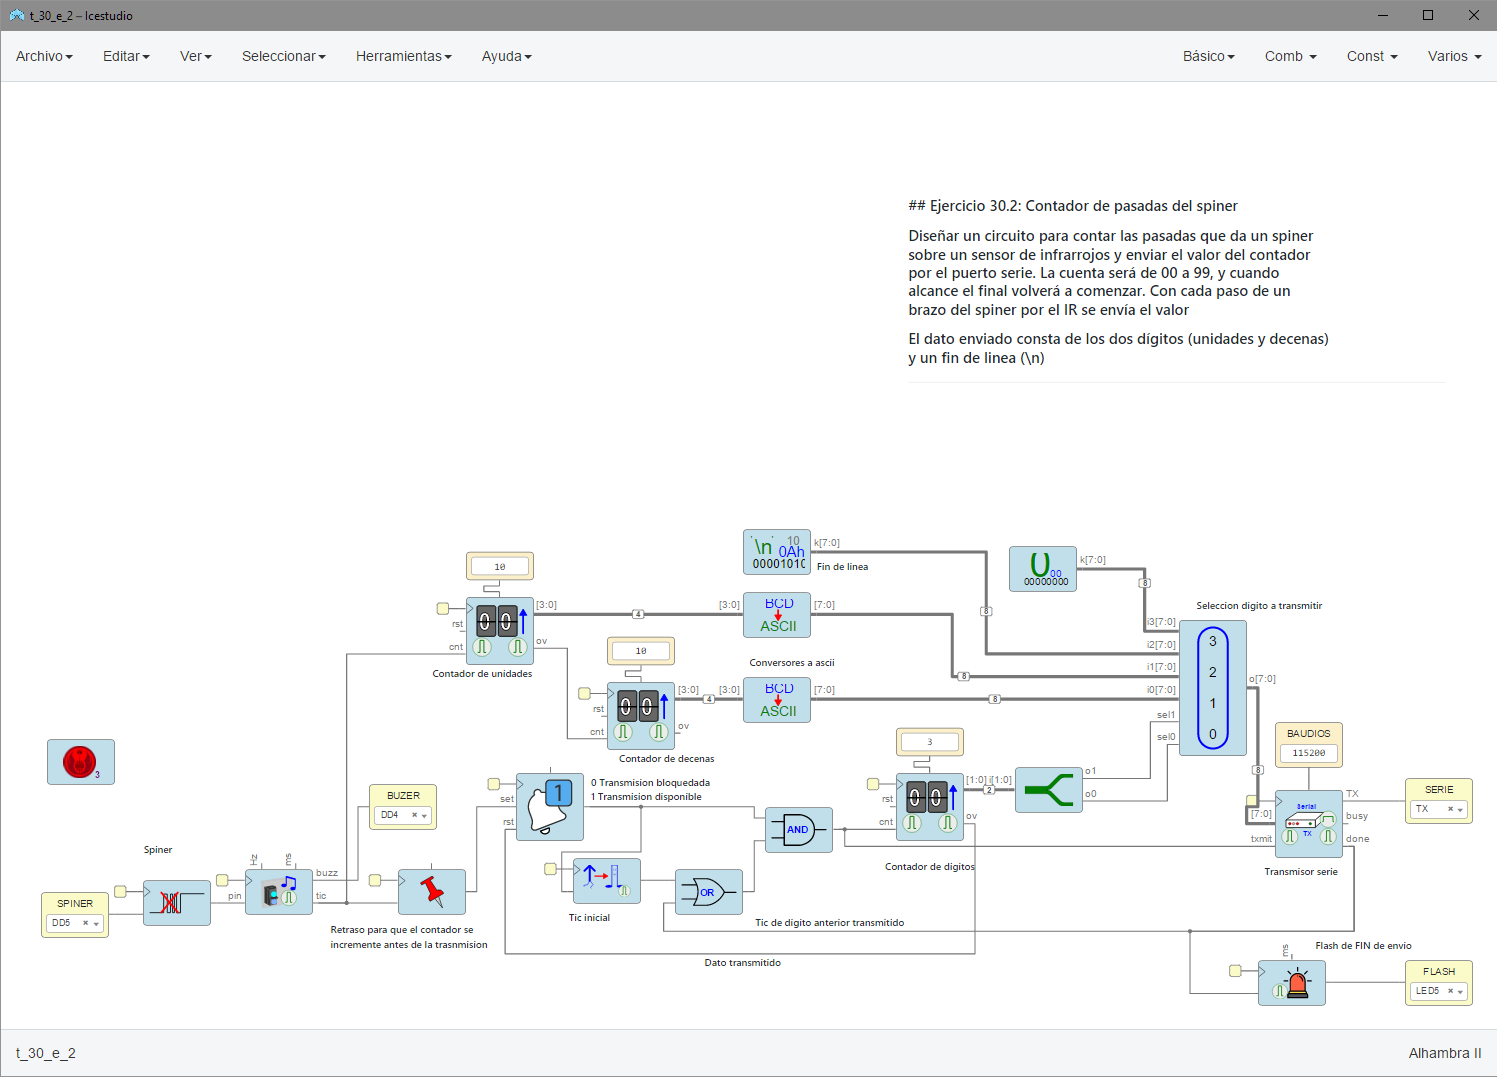 t_30_e_2 – Icestudio
Archivo Editar Ver Seleccionar Herramientas Ayuda Básico Comb Const Varios
## Ejercicio 30.2: Contador de pasadas del spiner
Diseñar un circuito para contar las pasadas que da un spiner
sobre un sensor de infrarrojos y enviar el valor del contador
por el puerto serie. La cuenta será de 00 a 99, y cuando
alcance el final volverá a comenzar. Con cada paso de un
brazo del spiner por el IR se envía el valor
El dato enviado consta de los dos dígitos (unidades y decenas)
y un fin de linea (\n)
'\n' 10
0Ah
00001010
k[7:0]
Fin de linea
U 00
00000000
k[7:0]
8
10
[3:0]
rst
cnt
ov
0 0
Contador de unidades
4
[3:0]
BCD
ASCII
[7:0]
8
8
Conversores a ascii
10
[3:0]
rst
cnt
ov
0 0
Contador de decenas
4
[3:0]
BCD
ASCII
[7:0]
8
Seleccion digito a transmitir
i3[7:0]
i2[7:0]
i1[7:0]
i0[7:0]
sel1
sel0
3
2
1
0
o[7:0]
8
3
BUZER
DD4
set
rst
1
0 Transmision bloquedada
1 Transmision disponible
AND
3
rst
cnt
0 0
[1:0]
ov
2
i[1:0]
o1
o0
Contador de digitos
BAUDIOS
115200
[7:0]
txmit
Serial
TX
TX
busy
done
Transmisor serie
SERIE
TX
Spiner
SPINER
DD5
pin
Hz
ms
buzz
tic
Retraso para que el contador se
incremente antes de la trasnmision
Tic inicial
OR
Tic de digito anterior transmitido
Dato transmitido
Flash de FIN de envio
ms
FLASH
LED5
t_30_e_2
Alhambra II